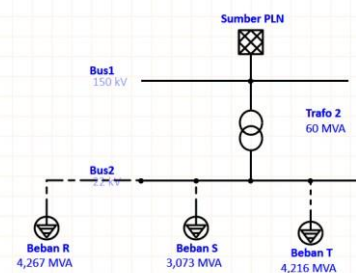 Sumber PLN
Bus1
150 kV
Trafo 2
60 MVA
Bus2
22 kV
Beban R
4,267 MVA
Beban S
3,073 MVA
Beban T
4,216 MVA